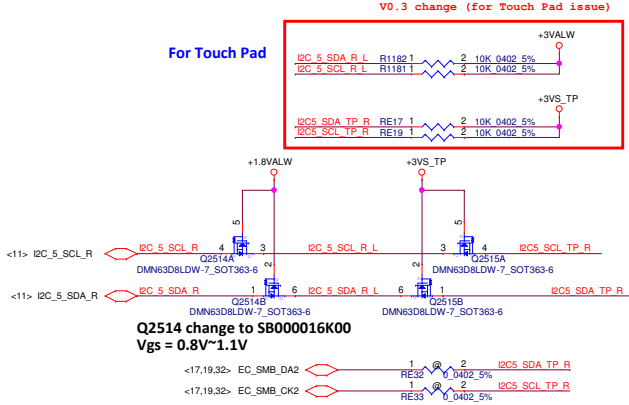 V0.3 change (for Touch Pad issue)
+3VALW
For Touch Pad
I2C_5_SDA_R_L R1182 1 2 10K_0402_5%
I2C_5_SCL_R_L R1181 1 2 10K_0402_5%
+3VS_TP
I2C5_SDA_TP_R RE17 1 2 10K_0402_5%
I2C5_SCL_TP_R RE19 1 2 10K_0402_5%
+1.8VALW +3VS_TP
5 5
<11> I2C_5_SCL_R I2C_5_SCL_R 4 3 I2C_5_SCL_R_L 3 4 I2C5_SCL_TP_R
Q2514A Q2515A
DMN63D8LDW-7_SOT363-6 DMN63D8LDW-7_SOT363-6
2 2
<11> I2C_5_SDA_R I2C_5_SDA_R 1 6 I2C_5_SDA_R_L 6 1 I2C5_SDA_TP_R
Q2514B Q2515B
DMN63D8LDW-7_SOT363-6 DMN63D8LDW-7_SOT363-6
Q2514 change to SB000016K00
Vgs = 0.8V~1.1V
<17,19,32> EC_SMB_DA2 1 @ 2 I2C5_SDA_TP_R
RE32 0_0402_5%
<17,19,32> EC_SMB_CK2 1 @ 2 I2C5_SCL_TP_R
RE33 0_0402_5%